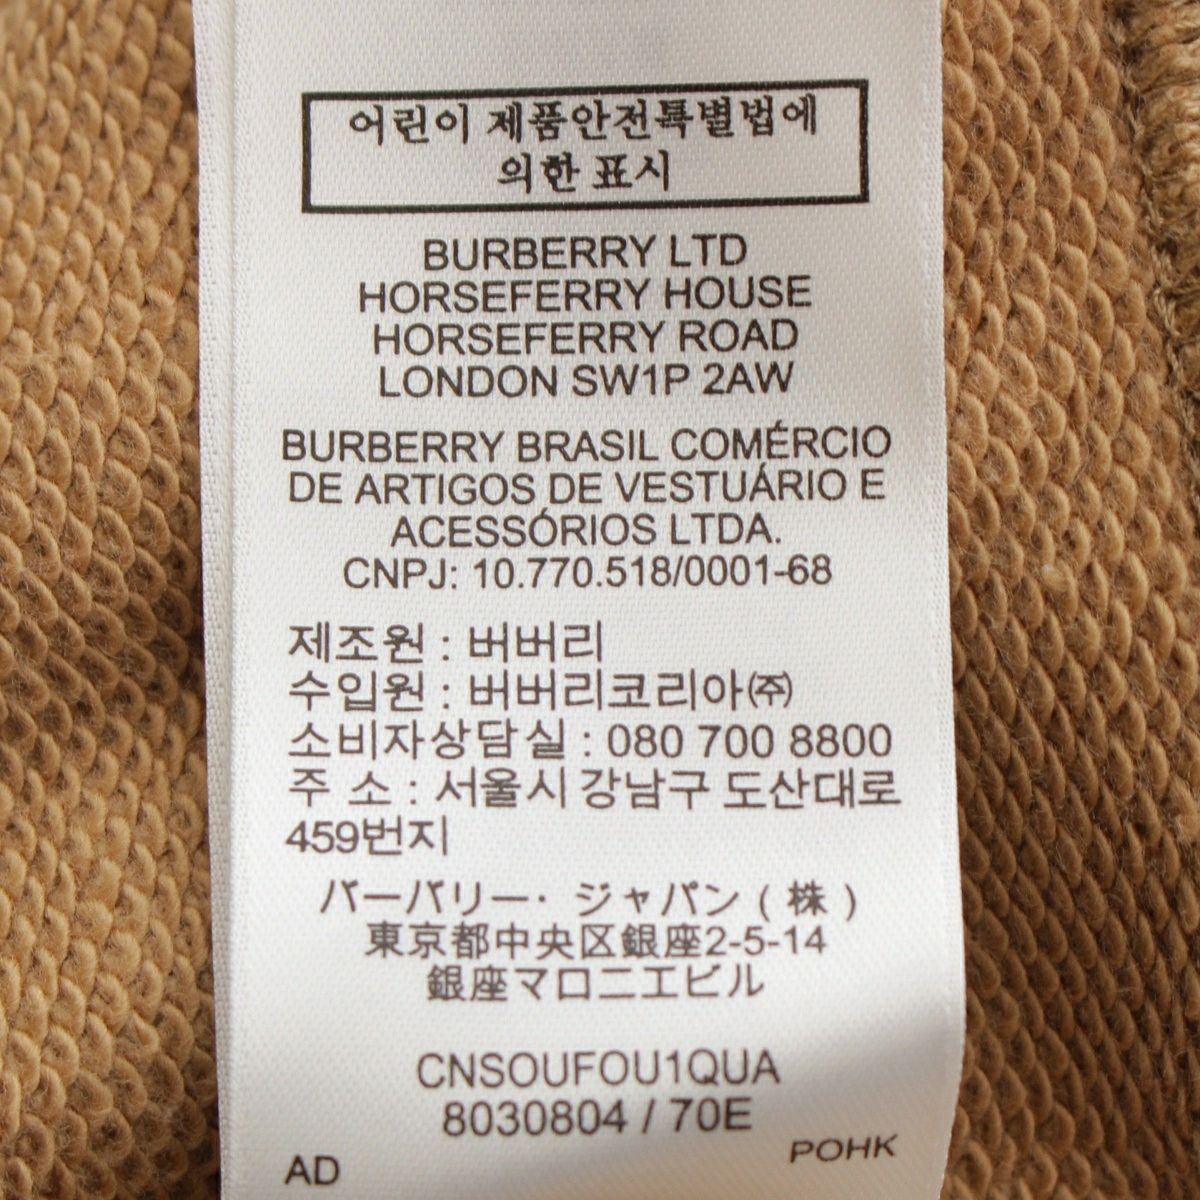 어린이 제품안전특별법에
의한 표시
BURBERRY LTD
HORSEFERRY HOUSE
HORSEFERRY ROAD
LONDON SW1P 2AW
BURBERRY BRASIL COMÉRCIO
DE ARTIGOS DE VESTUÁRIO E
ACESSÓRIOS LTDA.
CNPJ: 10.770.518/0001-68
제조원 : 버버리
수입원 : 버버리코리아㈜
소비자상담실 : 080 700 8800
주 소 : 서울시 강남구 도산대로
459번지
バーバリー· ジャパン ( 株 )
東京都中央区銀座2-5-14
銀座マロニエビル
CNSOUFOU1QUA
8030804 / 70E
AD
POHK